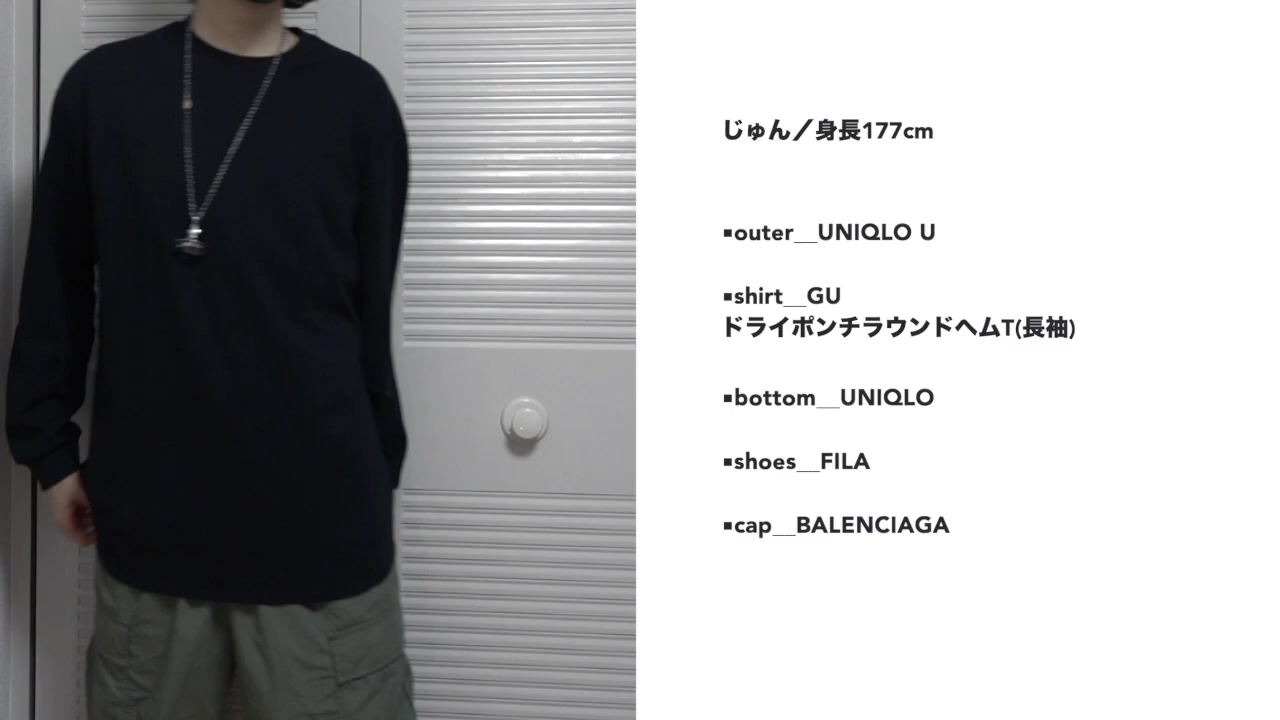 じゅん／身長177cm
▪outer__UNIQLO U
▪shirt__GU
ドライポンチラウンドヘムT(長袖)
▪bottom__UNIQLO
▪shoes__FILA
▪cap__BALENCIAGA